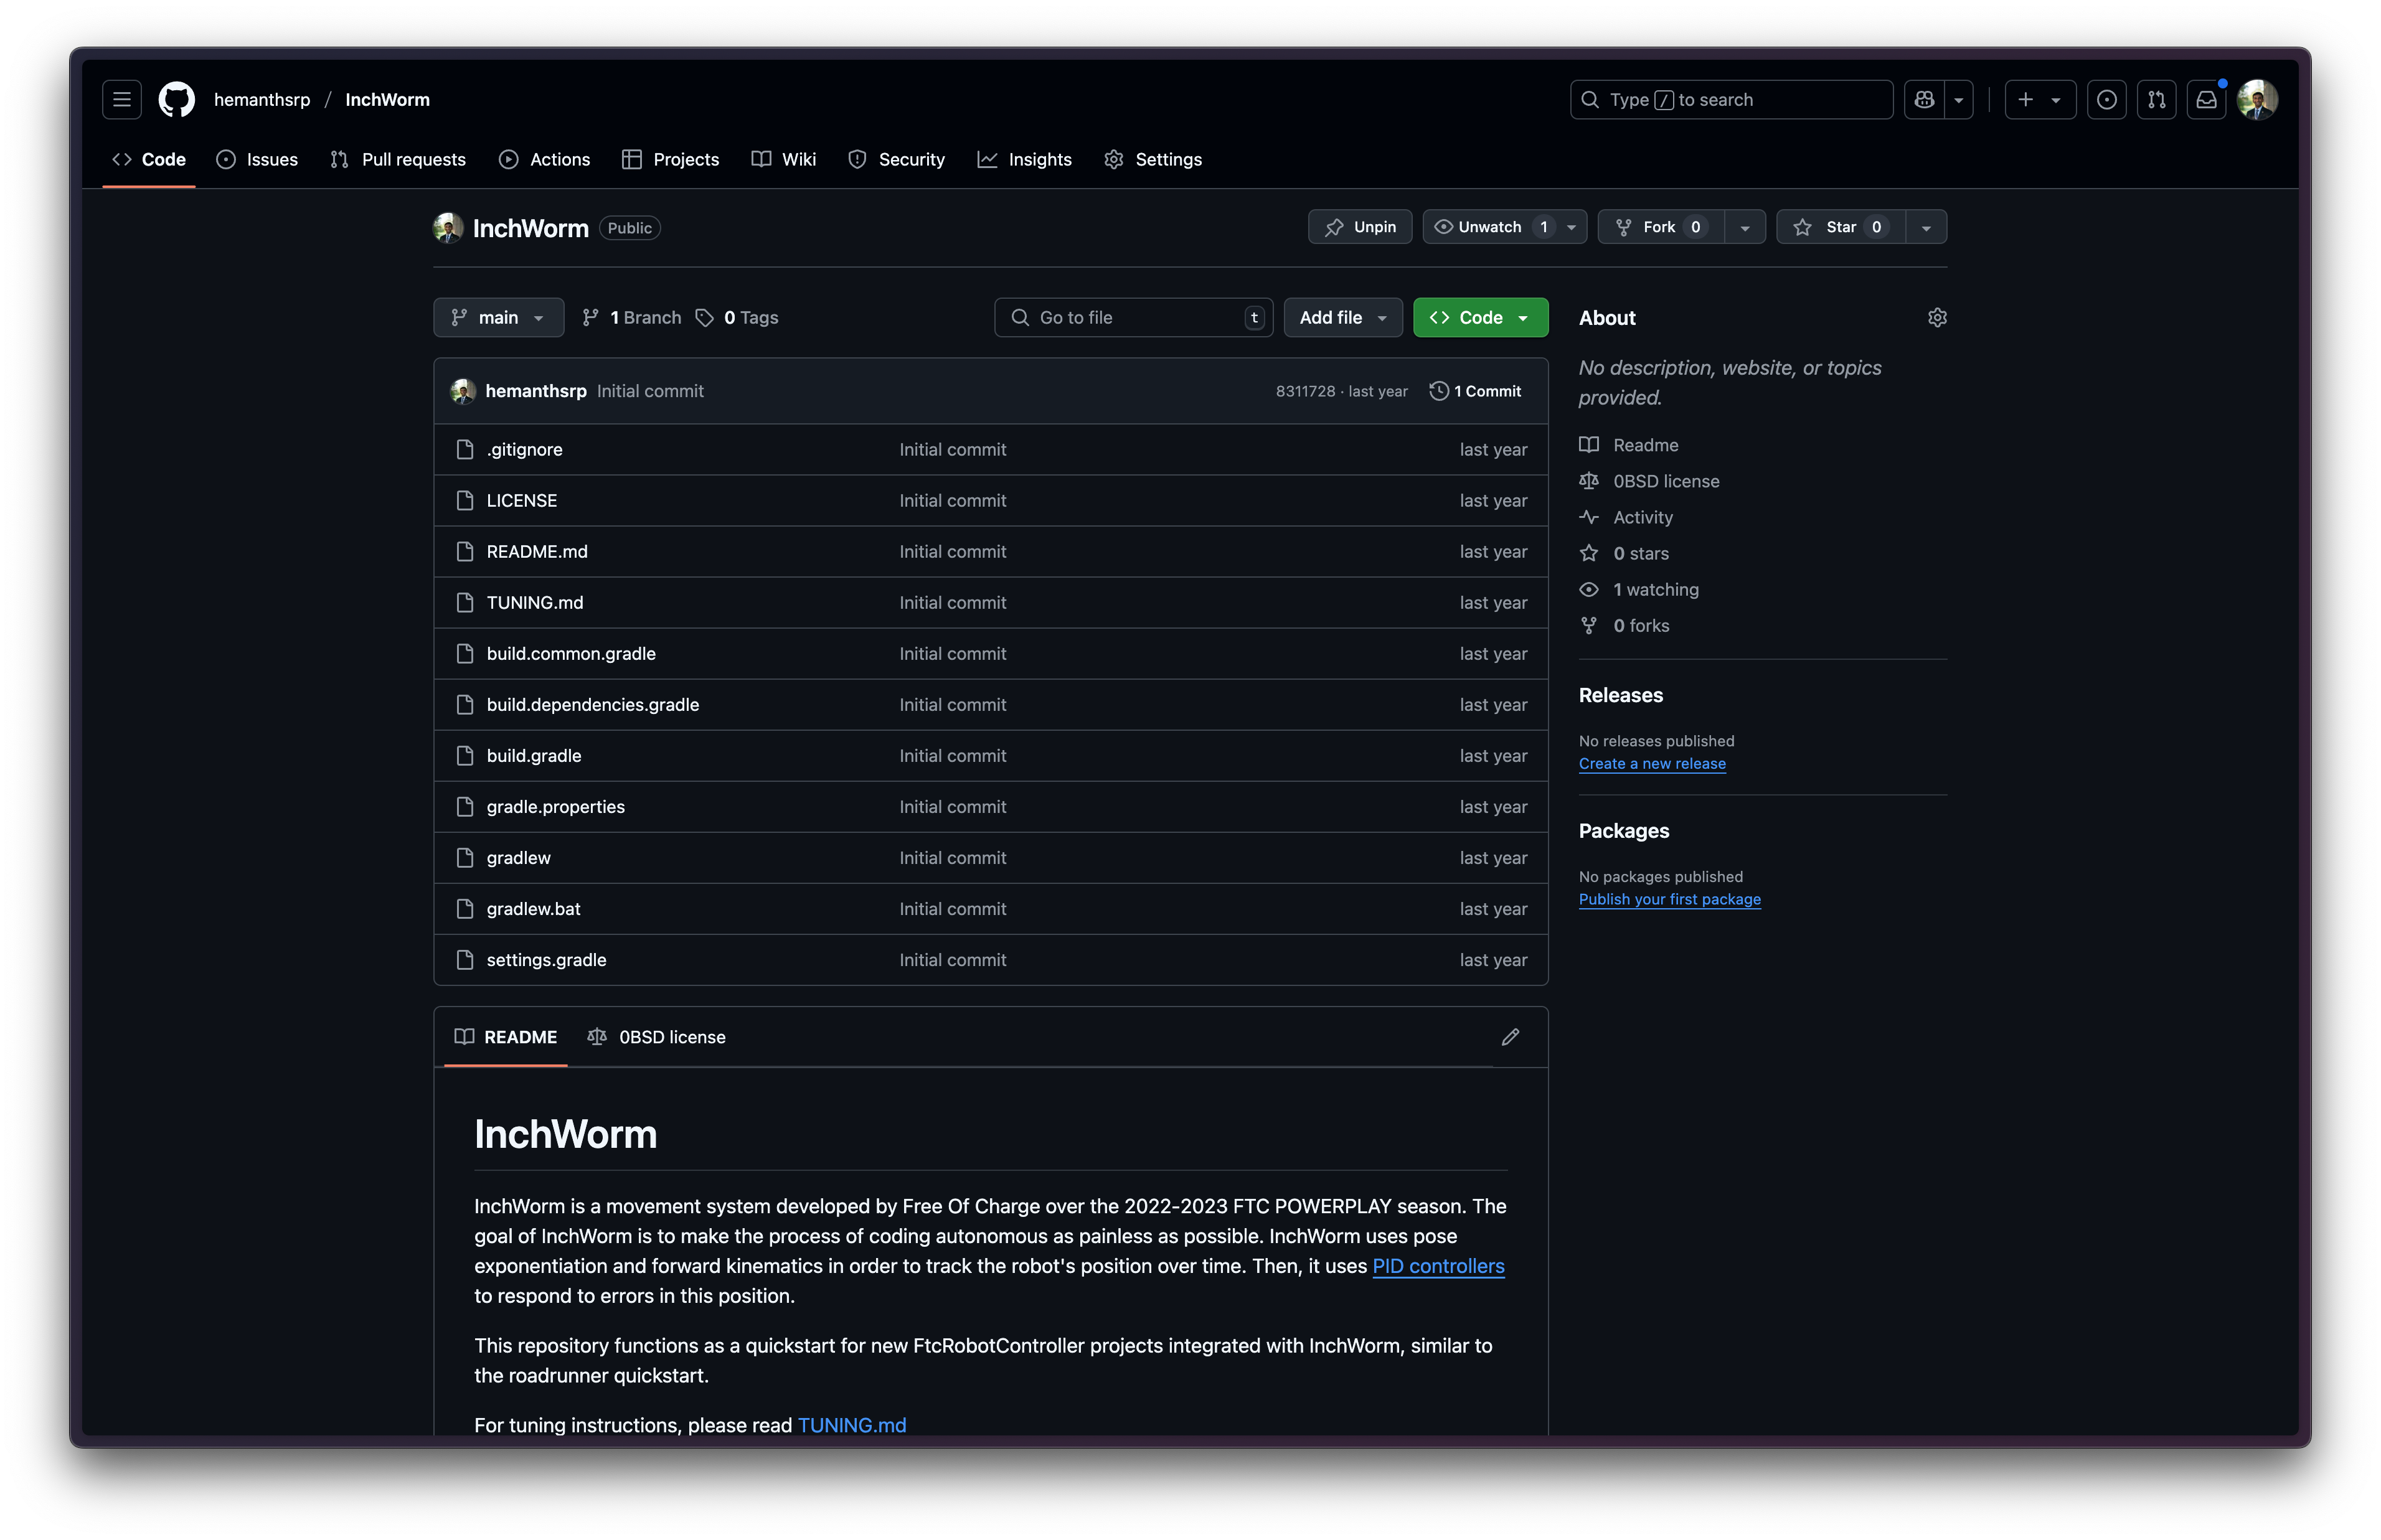 hemanthsrp / InchWorm
Type / to search
Code Issues Pull requests Actions Projects Wiki Security Insights Settings
InchWorm Public
Unpin Unwatch 1 Fork 0 Star 0
main 1 Branch 0 Tags
Go to file t Add file Code
hemanthsrp Initial commit 8311728 · last year 1 Commit
.gitignore Initial commit last year
LICENSE Initial commit last year
README.md Initial commit last year
TUNING.md Initial commit last year
build.common.gradle Initial commit last year
build.dependencies.gradle Initial commit last year
build.gradle Initial commit last year
gradle.properties Initial commit last year
gradlew Initial commit last year
gradlew.bat Initial commit last year
settings.gradle Initial commit last year
README 0BSD license
InchWorm
InchWorm is a movement system developed by Free Of Charge over the 2022-2023 FTC POWERPLAY season. The
goal of InchWorm is to make the process of coding autonomous as painless as possible. InchWorm uses pose
exponentiation and forward kinematics in order to track the robot's position over time. Then, it uses PID controllers
to respond to errors in this position.
This repository functions as a quickstart for new FtcRobotController projects integrated with InchWorm, similar to
the roadrunner quickstart.
For tuning instructions, please read TUNING.md
About
No description, website, or topics
provided.
Readme
0BSD license
Activity
0 stars
1 watching
0 forks
Releases
No releases published
Create a new release
Packages
No packages published
Publish your first package